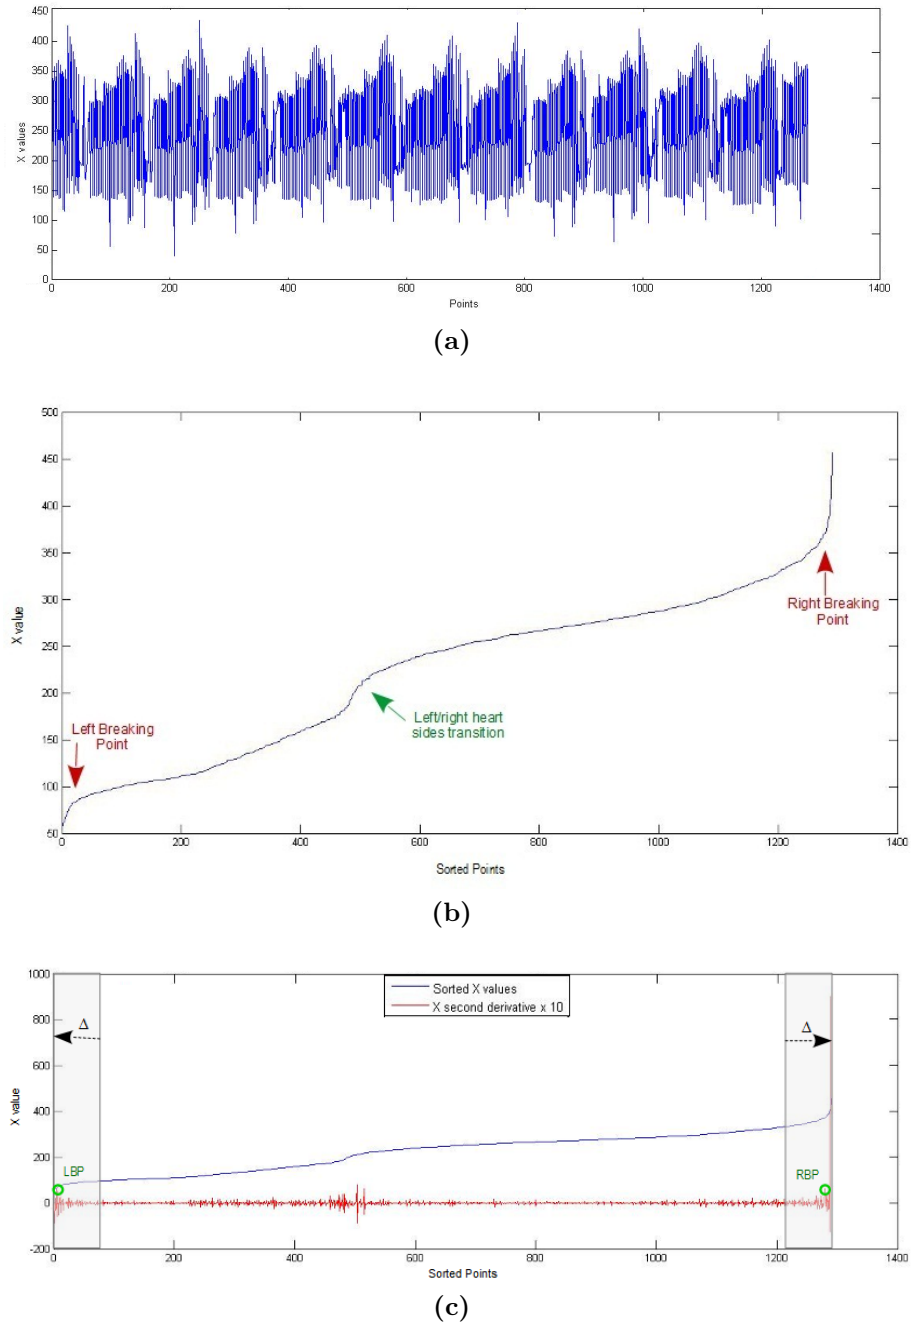 450
400
350
300
250
200
150
100
50
0
X values
0 200 400 600 800 1000 1200 1400
Points
(a)
500
450
400
350
300
250
200
150
100
50
X value
Right Breaking
Point
Left/right heart
sides transition
Left Breaking
Point
0 200 400 600 800 1000 1200 1400
Sorted Points
(b)
1000
800
600
400
200
0
-200
X value
Sorted X values
X second derivative x 10
Δ
Δ
LBP
RBP
0 200 400 600 800 1000 1200 1400
Sorted Points
(c)